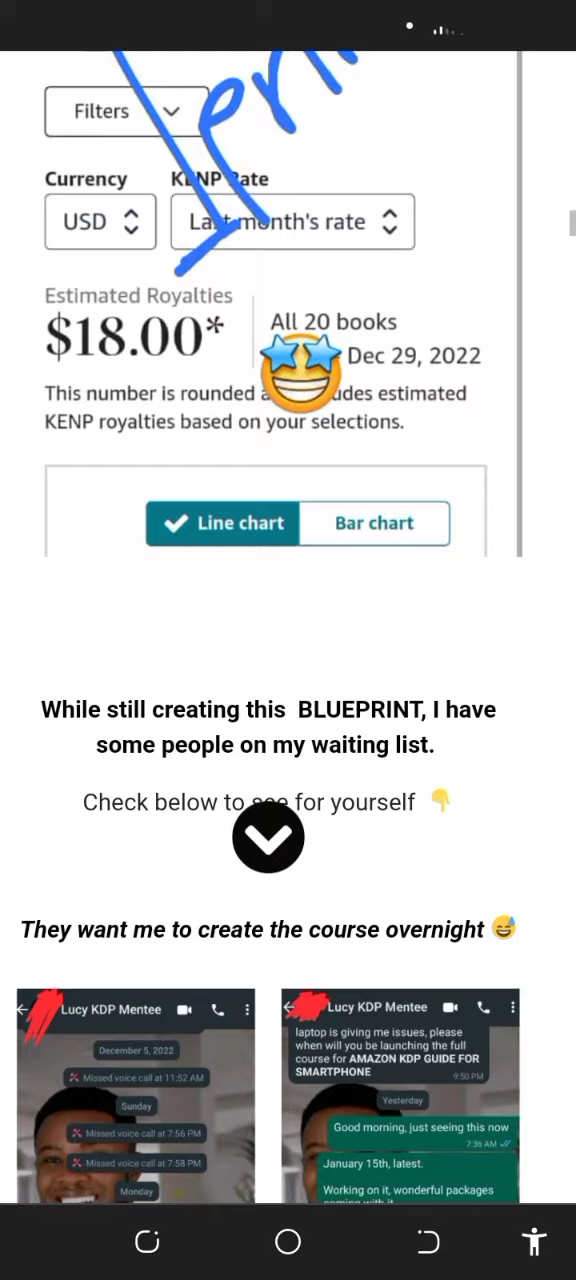 Filters
Currency
KENP Rate
USD
Last month's rate
Estimated Royalties
$18.00*
All 20 books
Dec 29, 2022
This number is rounded
estimated
KENP royalties based on your selections.
Line chart
Bar chart
While still creating this BLUEPRINT, I have
some people on my waiting list.
Check below to see for yourself 👇
They want me to create the course overnight 😅
Lucy KDP Mentee
December 5, 2022
Missed voice call at 11:52 AM
Sunday
Missed voice call at 7:56 PM
Missed voice call at 7:58 PM
Monday
Lucy KDP Mentee
laptop is giving me issues, please
when will you be launching the full
course for AMAZON KDP GUIDE FOR
SMARTPHONE
9:50 PM
Yesterday
Good morning, just seeing this now
7:36 AM
January 15th, latest.
Working on it, wonderful packages